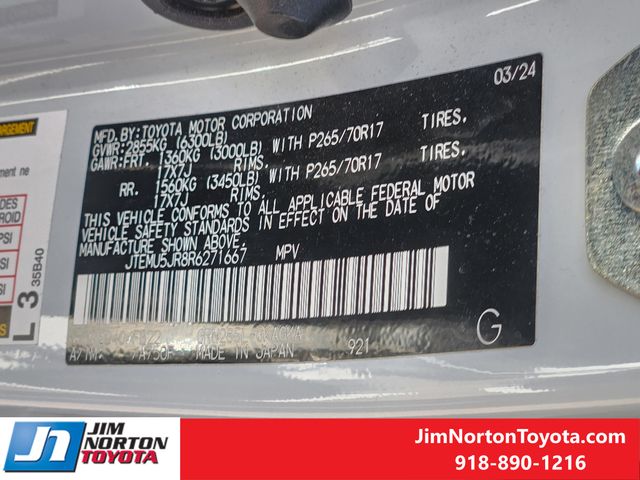 03/24
MFD.BY:TOYOTA MOTOR CORPORATION
GVWR:2855KG (6300LB)
GAWR:FRT. 1360KG (3000LB) WITH P265/70R17 TIRES.
17X7J RIMS.
RR. 1560KG (3450LB) WITH P265/70R17 TIRES.
17X7J RIMS.
THIS VEHICLE CONFORMS TO ALL APPLICABLE FEDERAL MOTOR
VEHICLE SAFETY STANDARDS IN EFFECT ON THE DATE OF
MANUFACTURE SHOWN ABOVE.
JTEMU5JR8R6271667 MPV
MADE IN JAPAN 921
G
L 3
35B40
JIM
NORTON
TOYOTA
JimNortonToyota.com
918-890-1216